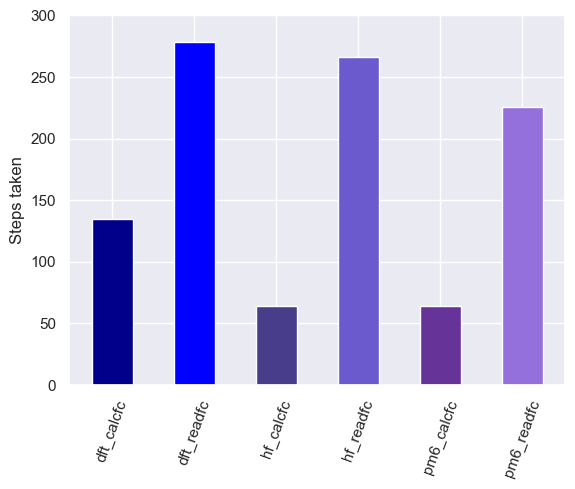 300
250
200
150
100
50
0
Steps taken
dft_calcfc
dft_readfc
hf_calcfc
hf_readfc
pm6_calcfc
pm6_readfc